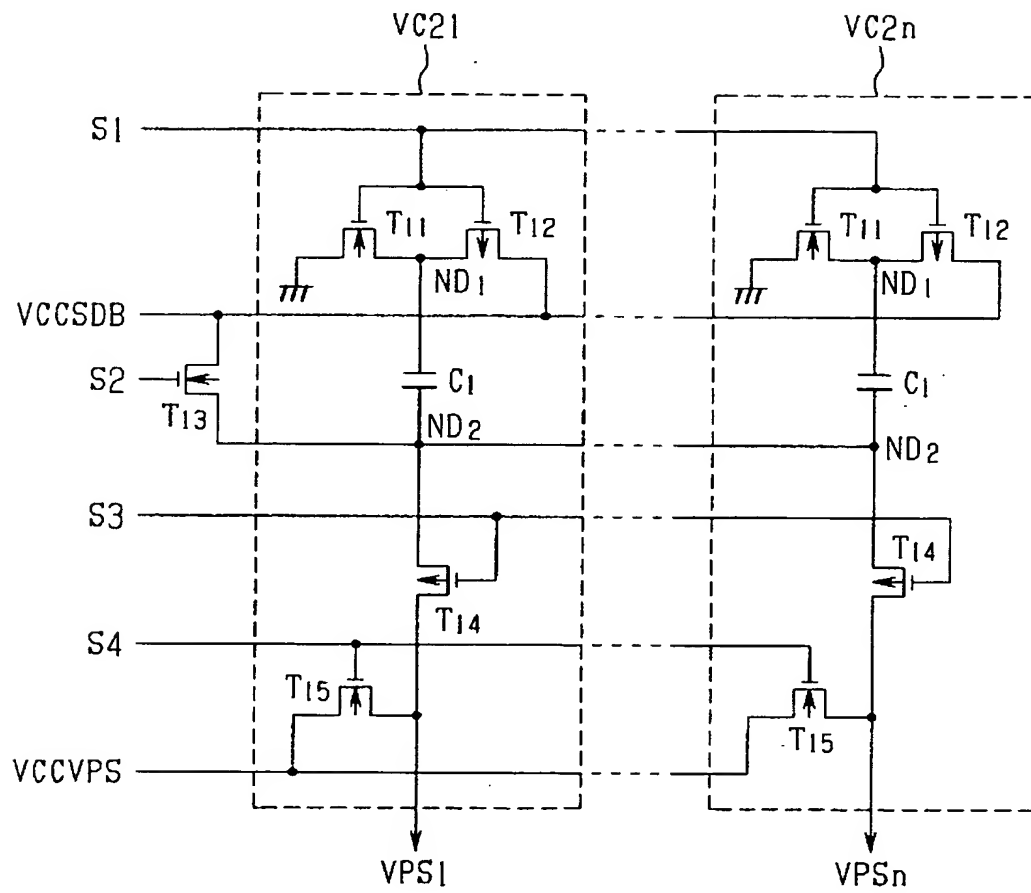 VC21 VC2n
S1
T11 T12 T11 T12
ND1 ND1
VCCSDB
S2 C1 C1
T13
ND2 ND2
S3
T14
T14
S4
T15
T15
VCCVPS
VPS1 VPSn